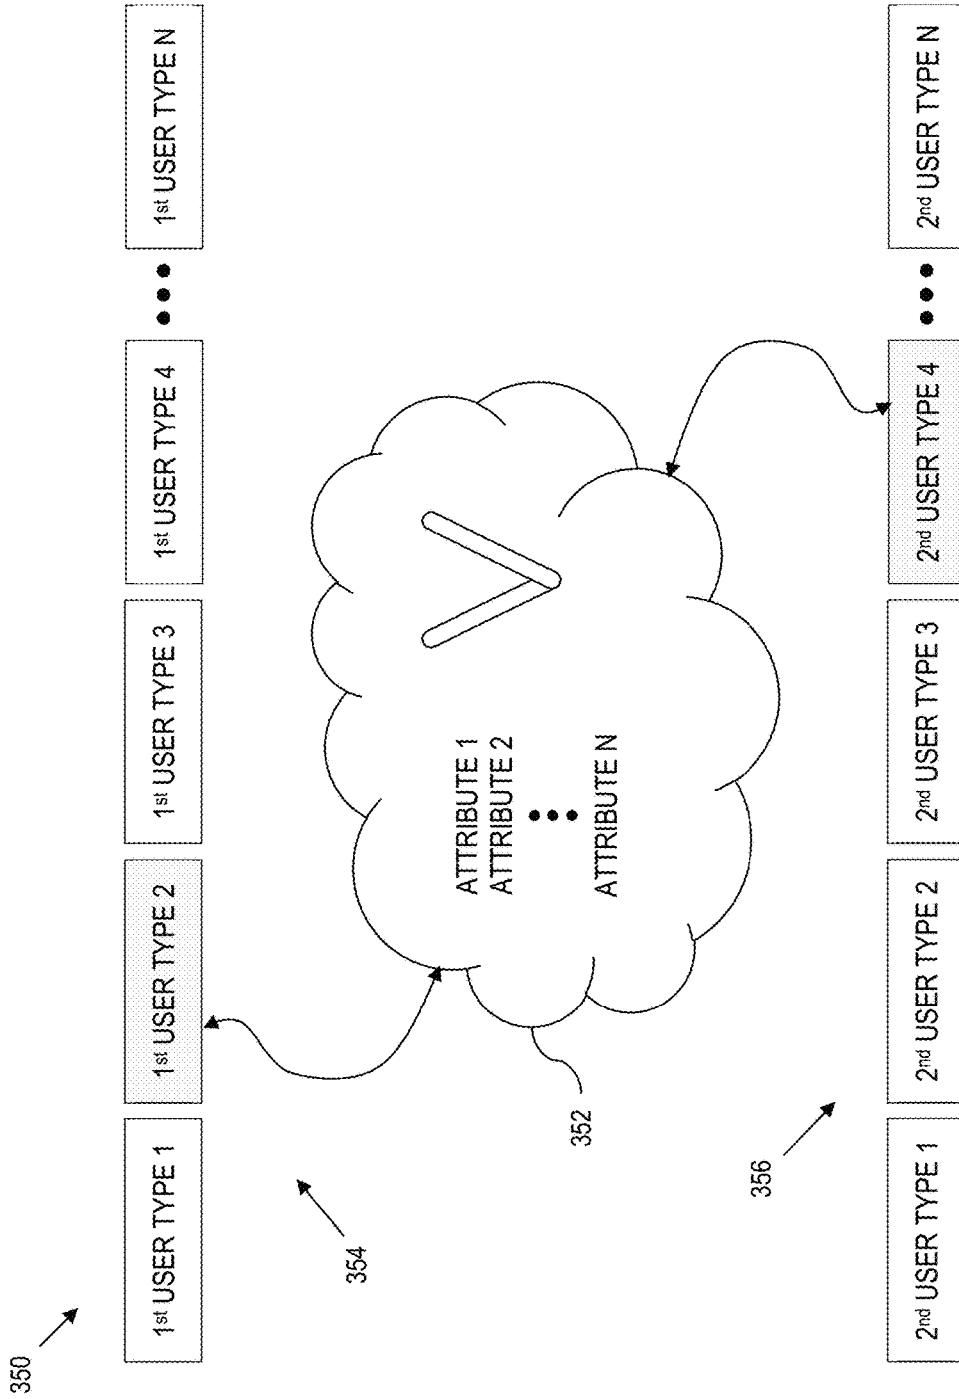 350
1st USER TYPE 1
1st USER TYPE 2
1st USER TYPE 3
1st USER TYPE 4
1st USER TYPE N
354
ATTRIBUTE 1
ATTRIBUTE 2
ATTRIBUTE N
352
356
2nd USER TYPE 1
2nd USER TYPE 2
2nd USER TYPE 3
2nd USER TYPE 4
2nd USER TYPE N